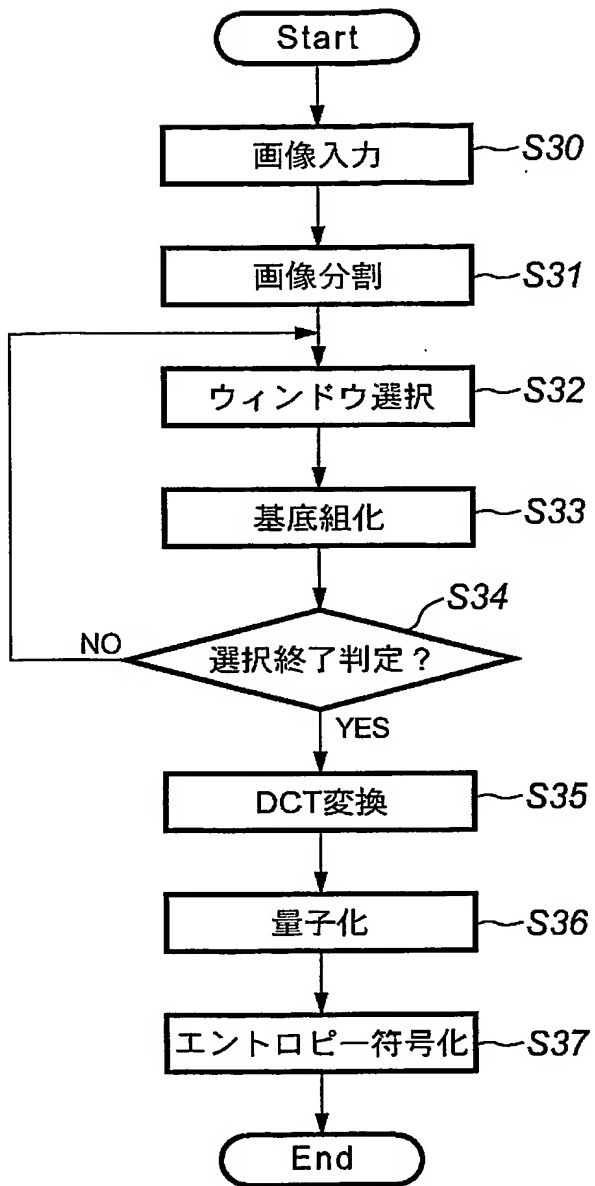 Start
画像入力
S30
画像分割
S31
ウィンドウ選択
S32
基底組化
S33
S34
選択終了判定？
NO
YES
DCT変換
S35
量子化
S36
エントロピー符号化
S37
End